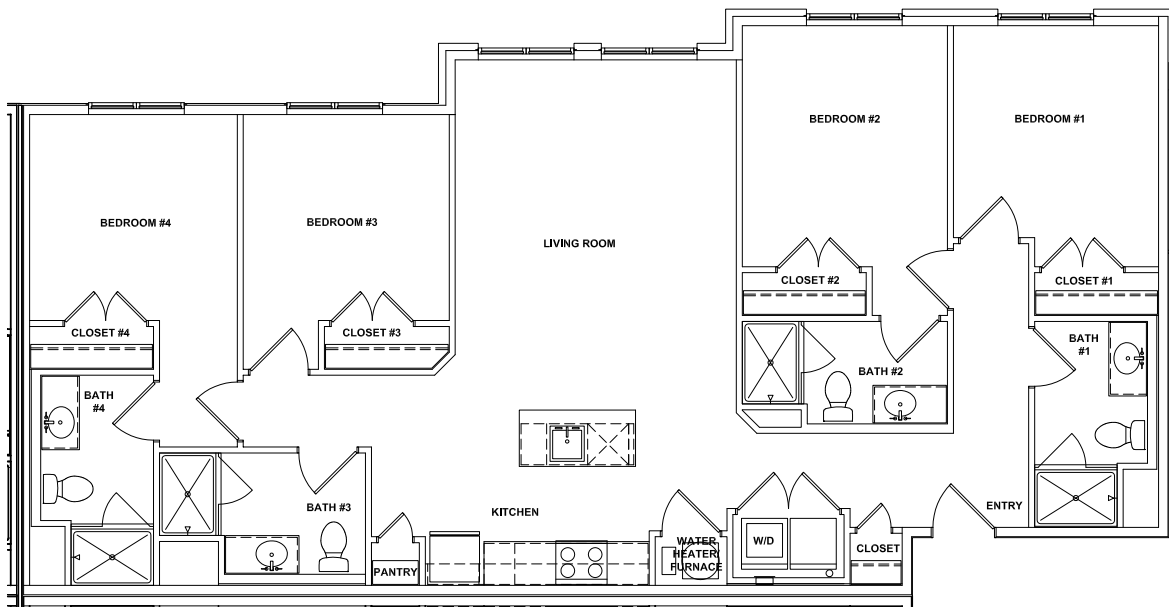 BEDROOM #2
BEDROOM #1
BEDROOM #4
BEDROOM #3
LIVING ROOM
CLOSET #2
CLOSET #1
CLOSET #4
CLOSET #3
BATH
#1
BATH #2
BATH
#4
BATH #3
KITCHEN
ENTRY
WATER
HEATER/
FURNACE
W/D
CLOSET
PANTRY